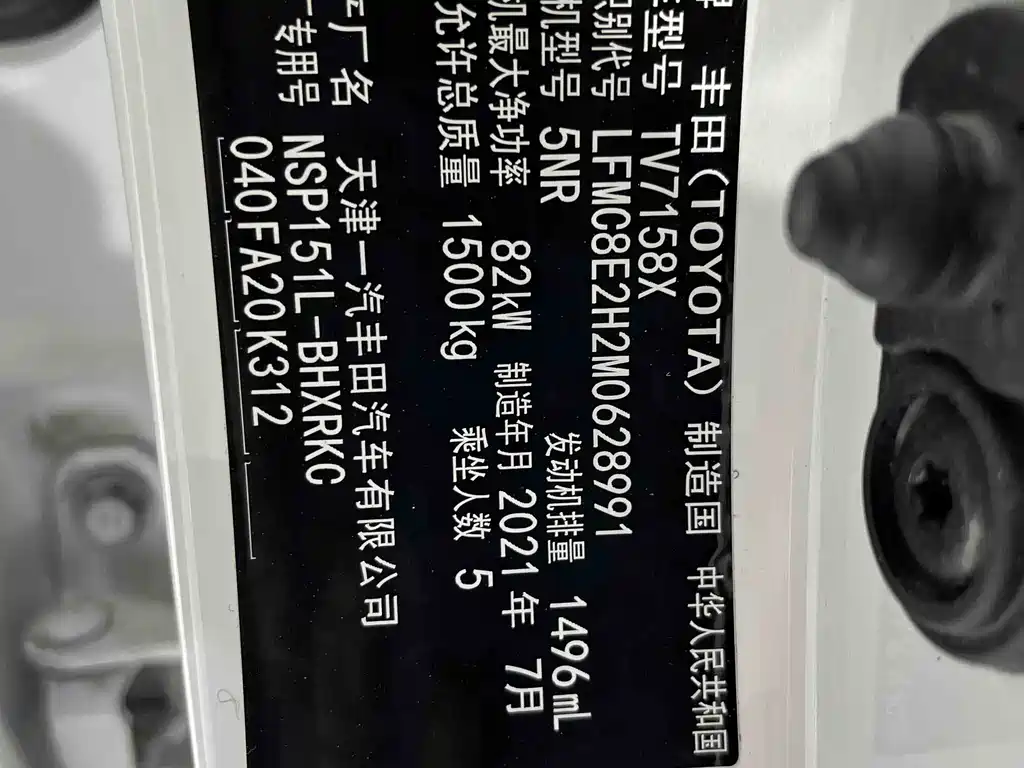 牌 丰田(TOYOTA) 制造国 中华人民共和国
车型号 TV7158X
识别代号 LFMC8E2H2M0628991
机型号 5NR 发动机排量 1496mL
机最大净功率 82kW 制造年月 2021年 7月
允许总质量 1500kg 乘坐人数 5
产厂名 天津一汽丰田汽车有限公司
厂专用号 NSP151L-BHXRKC
040FA20K312